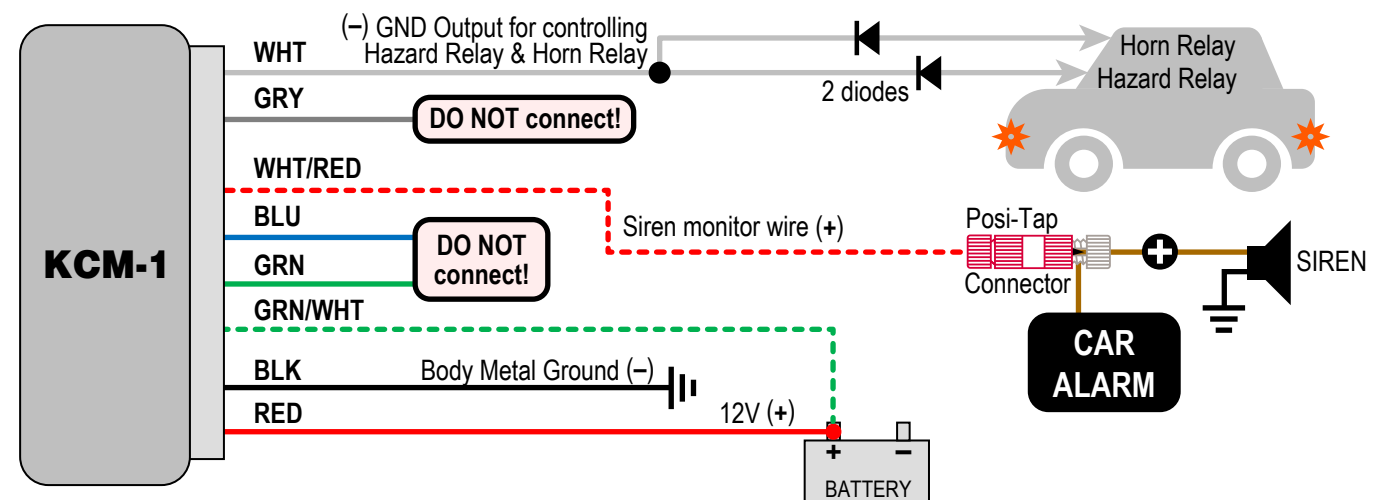 KCM-1
WHT
(–) GND Output for controlling
Hazard Relay & Horn Relay
2 diodes
Horn Relay
Hazard Relay
GRY
DO NOT connect!
WHT/RED
Siren monitor wire (+)
Posi-Tap
Connector
+
SIREN
CAR
ALARM
BLU
GRN
DO NOT
connect!
GRN/WHT
BLK
Body Metal Ground (–)
RED
12V (+)
+ –
BATTERY